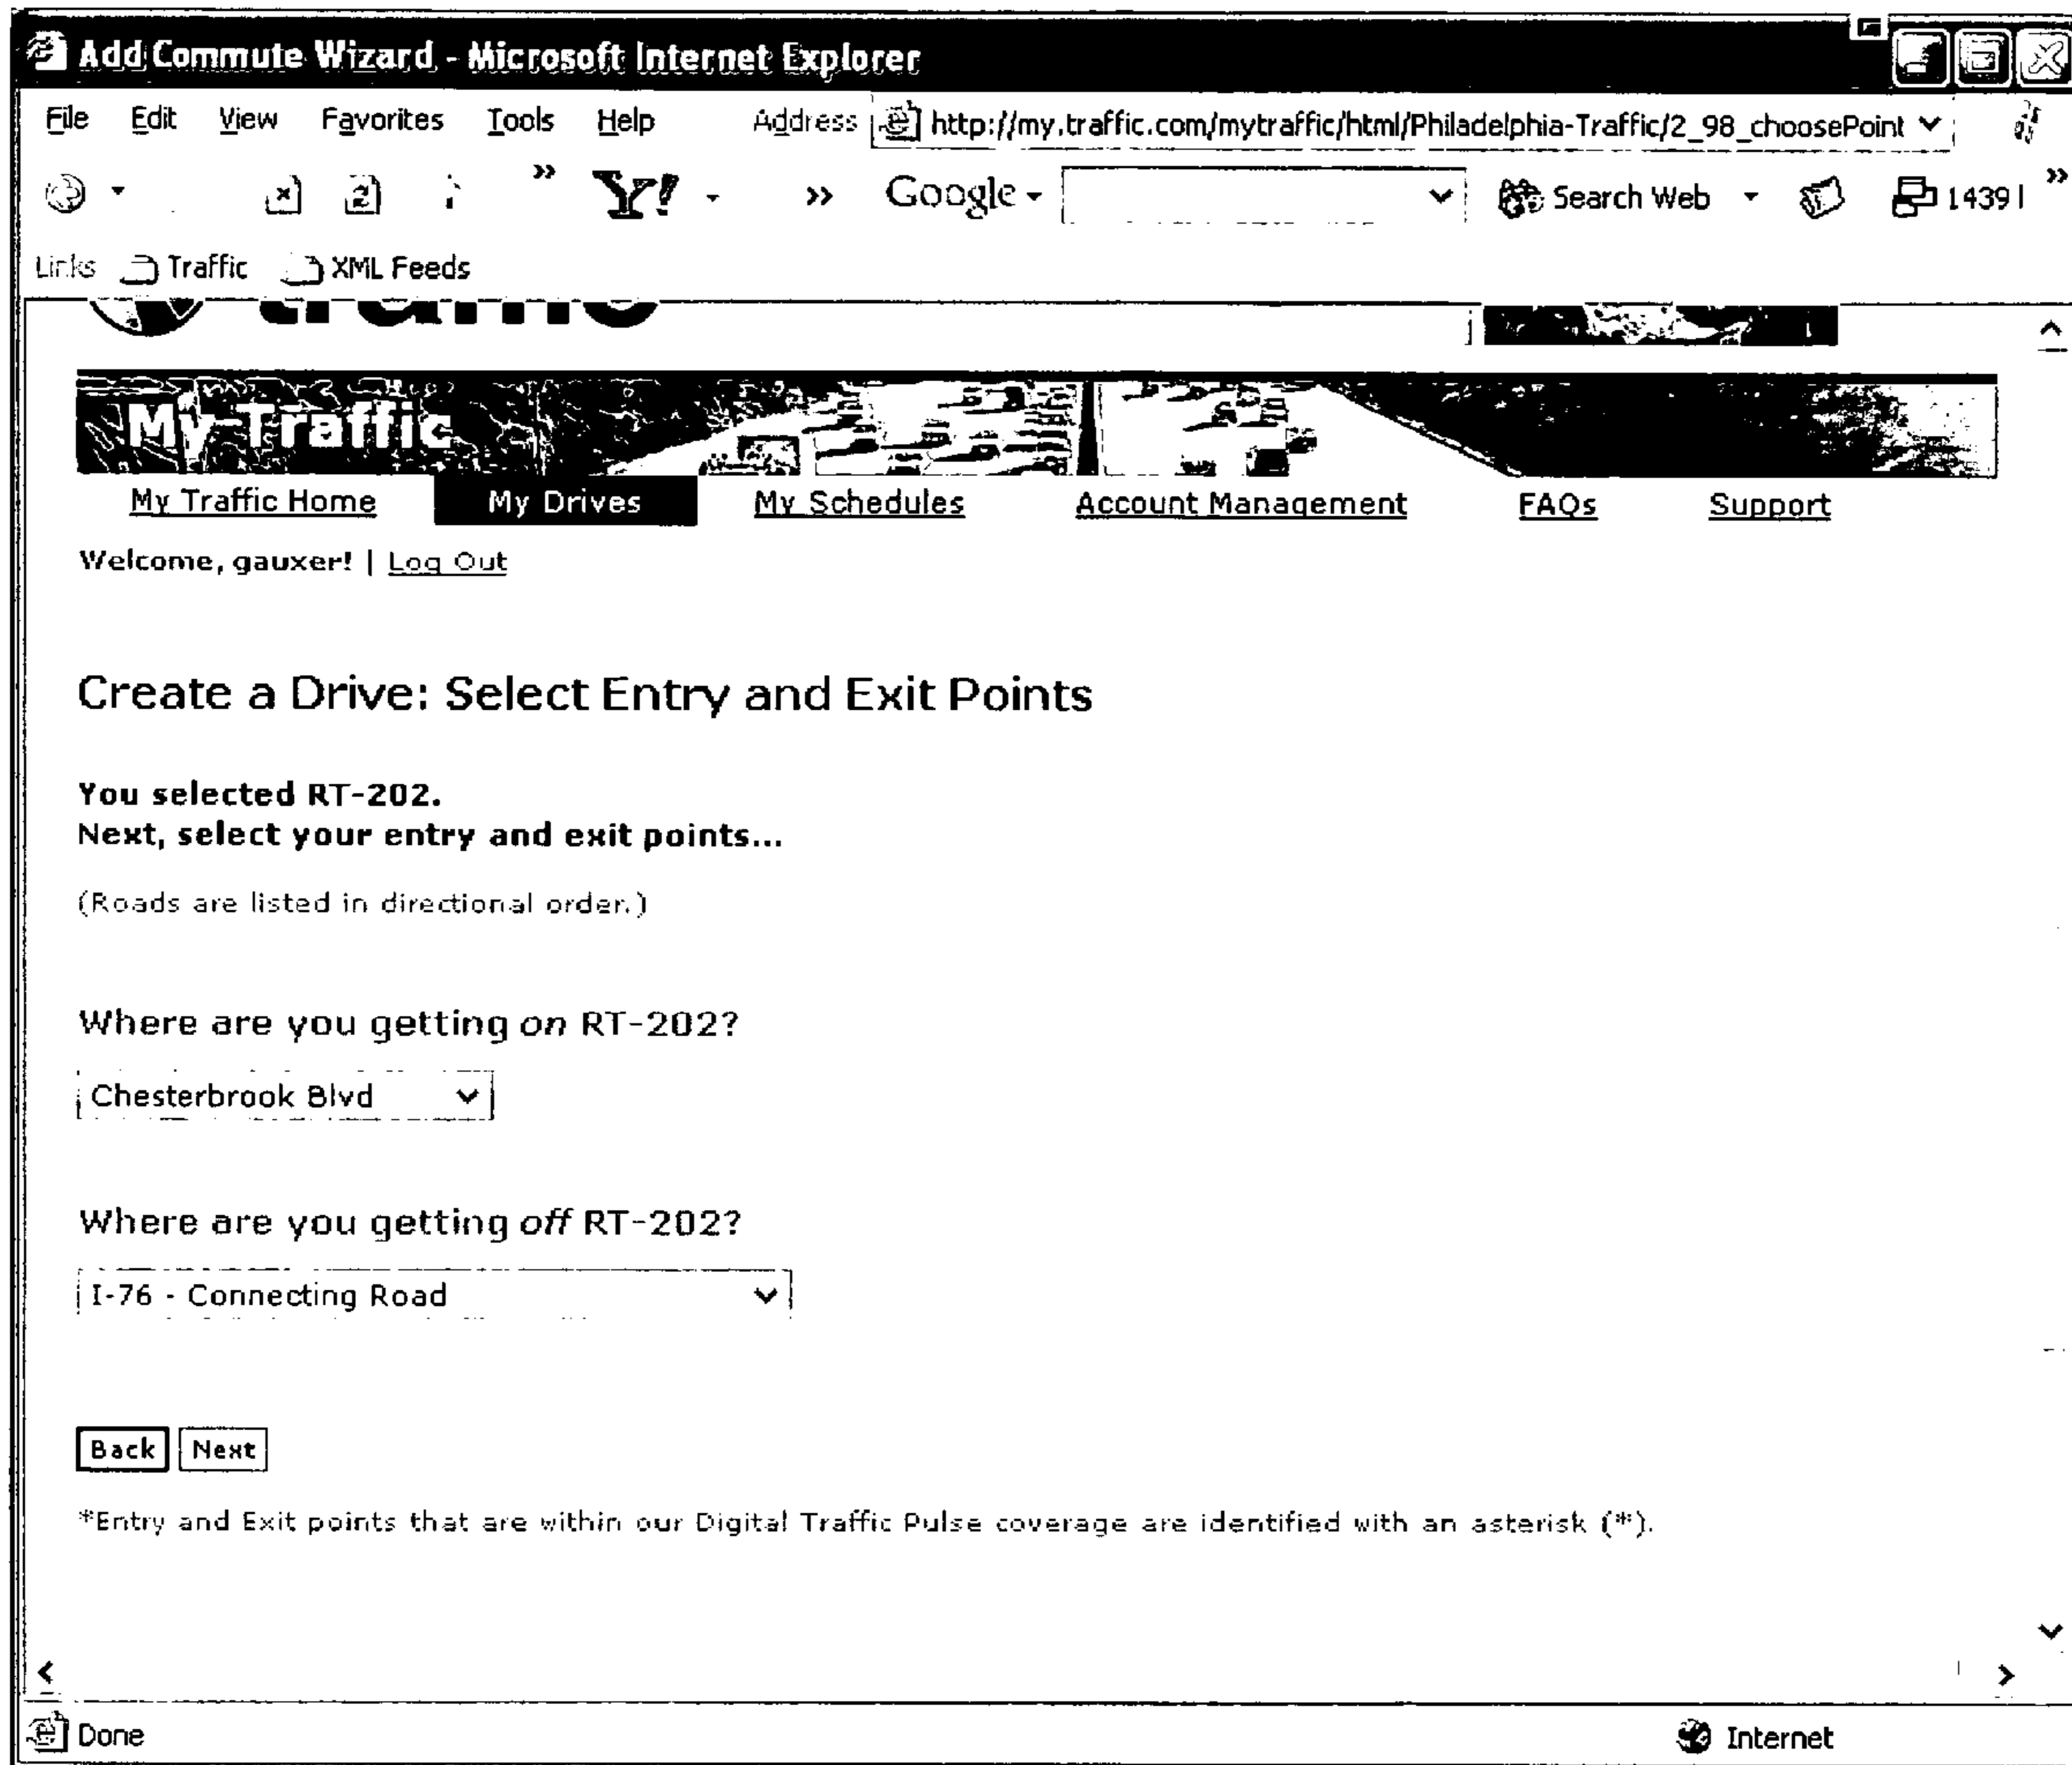 Add Commute Wizard - Microsoft Internet Explorer
File Edit View Favorites Tools Help Address http://my.traffic.com/mytraffic/html/Philadelphia-Traffic/2_98_choosePoint
Y! Google Search Web 1439
Links Traffic XML Feeds
My Traffic
My Traffic Home My Drives My Schedules Account Management FAQs Support
Welcome, gauxer! | Log Out
Create a Drive: Select Entry and Exit Points
You selected RT-202.
Next, select your entry and exit points...
(Roads are listed in directional order.)
Where are you getting on RT-202?
Chesterbrook Blvd
Where are you getting off RT-202?
I-76 - Connecting Road
Back Next
*Entry and Exit points that are within our Digital Traffic Pulse coverage are identified with an asterisk (*).
Done Internet